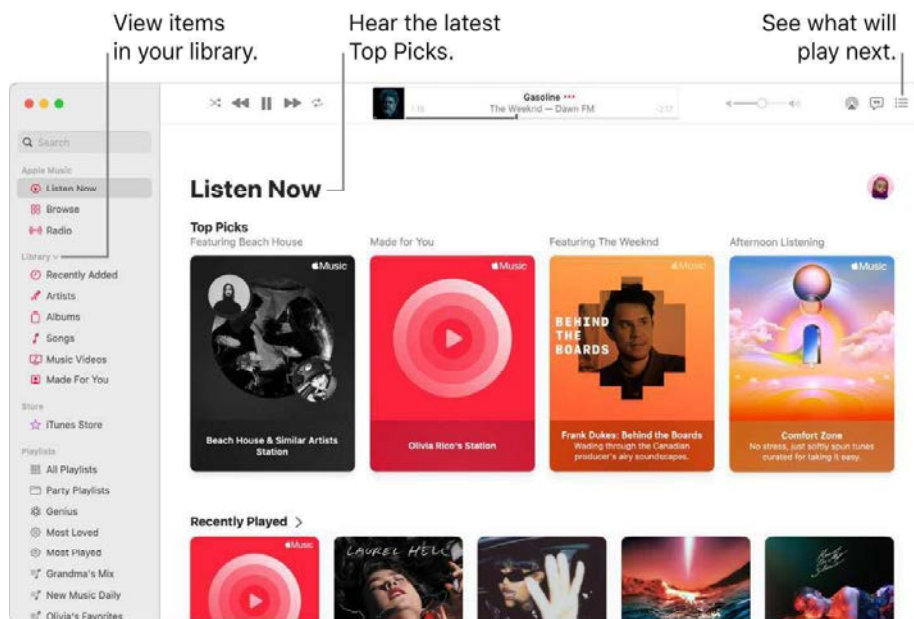 View items
in your library.
Hear the latest
Top Picks.
See what will
play next.
Gasoline
1:16
The Weeknd — Dawn FM
-2:17
Search
Apple Music
Listen Now
Browse
Radio
Library
Recently Added
Artists
Albums
Songs
Music Videos
Made For You
Store
iTunes Store
Playlists
All Playlists
Party Playlists
Genius
Most Loved
Most Played
Grandma's Mix
New Music Daily
Olivia's Favorites
Listen Now
Top Picks
Featuring Beach House
Made for You
Featuring The Weeknd
Afternoon Listening
Music
Beach House & Similar Artists
Station
Music
Olivia Rico's Station
Music
BEHIND
THE
BOARDS
Frank Dukes: Behind the Boards
Wading through the Canadian
producer's airy soundscapes.
Music
Comfort Zone
No stress, just softly spun tunes
curated for taking it easy.
Recently Played
Music
LAUREL HELL